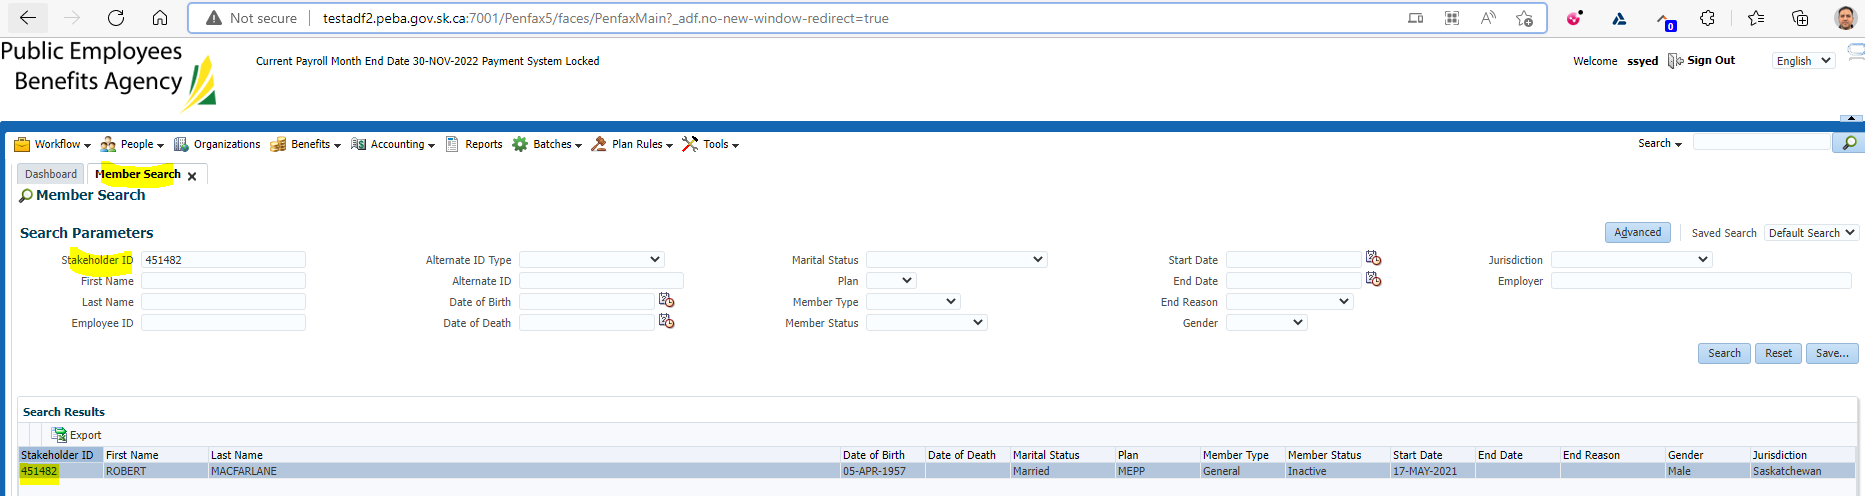 Not secure testadf2.peba.gov.sk.ca:7001/Penfax5/faces/PenfaxMain?_adf.no-new-window-redirect=true
0
Public Employees
Benefits Agency
Current Payroll Month End Date 30-NOV-2022 Payment System Locked
Welcome ssyed Sign Out English
Workflow People Organizations Benefits Accounting Reports Batches Plan Rules Tools Search
Dashboard Member Search
Member Search
Search Parameters Advanced Saved Search Default Search
Stakeholder ID 451482 Alternate ID Type Marital Status Start Date Jurisdiction
First Name Alternate ID Plan End Date Employer
Last Name Date of Birth Member Type End Reason
Employee ID Date of Death Member Status Gender
Search Reset Save...
Search Results
Export
Stakeholder ID First Name Last Name Date of Birth Date of Death Marital Status Plan Member Type Member Status Start Date End Date End Reason Gender Jurisdiction
451482 ROBERT MACFARLANE 05-APR-1957 Married MEPP General Inactive 17-MAY-2021 Male Saskatchewan